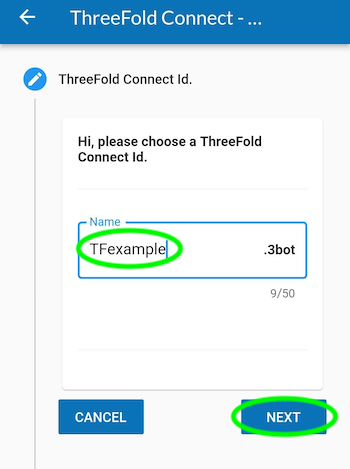 ThreeFold Connect - ...
ThreeFold Connect Id.
Hi, please choose a ThreeFold
Connect Id.
Name
TFexample .3bot
9/50
CANCEL NEXT